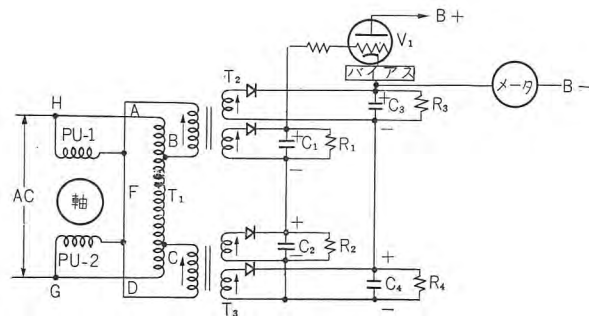 B+
V1
バイアス
メータ
B−
T2
+
C3
R3
−
H
A
PU-1
B
+
C1
R1
−
AC
軸
F
T1
PU-2
C
+
C2
R2
−
+
C4
R4
−
G
D
T3